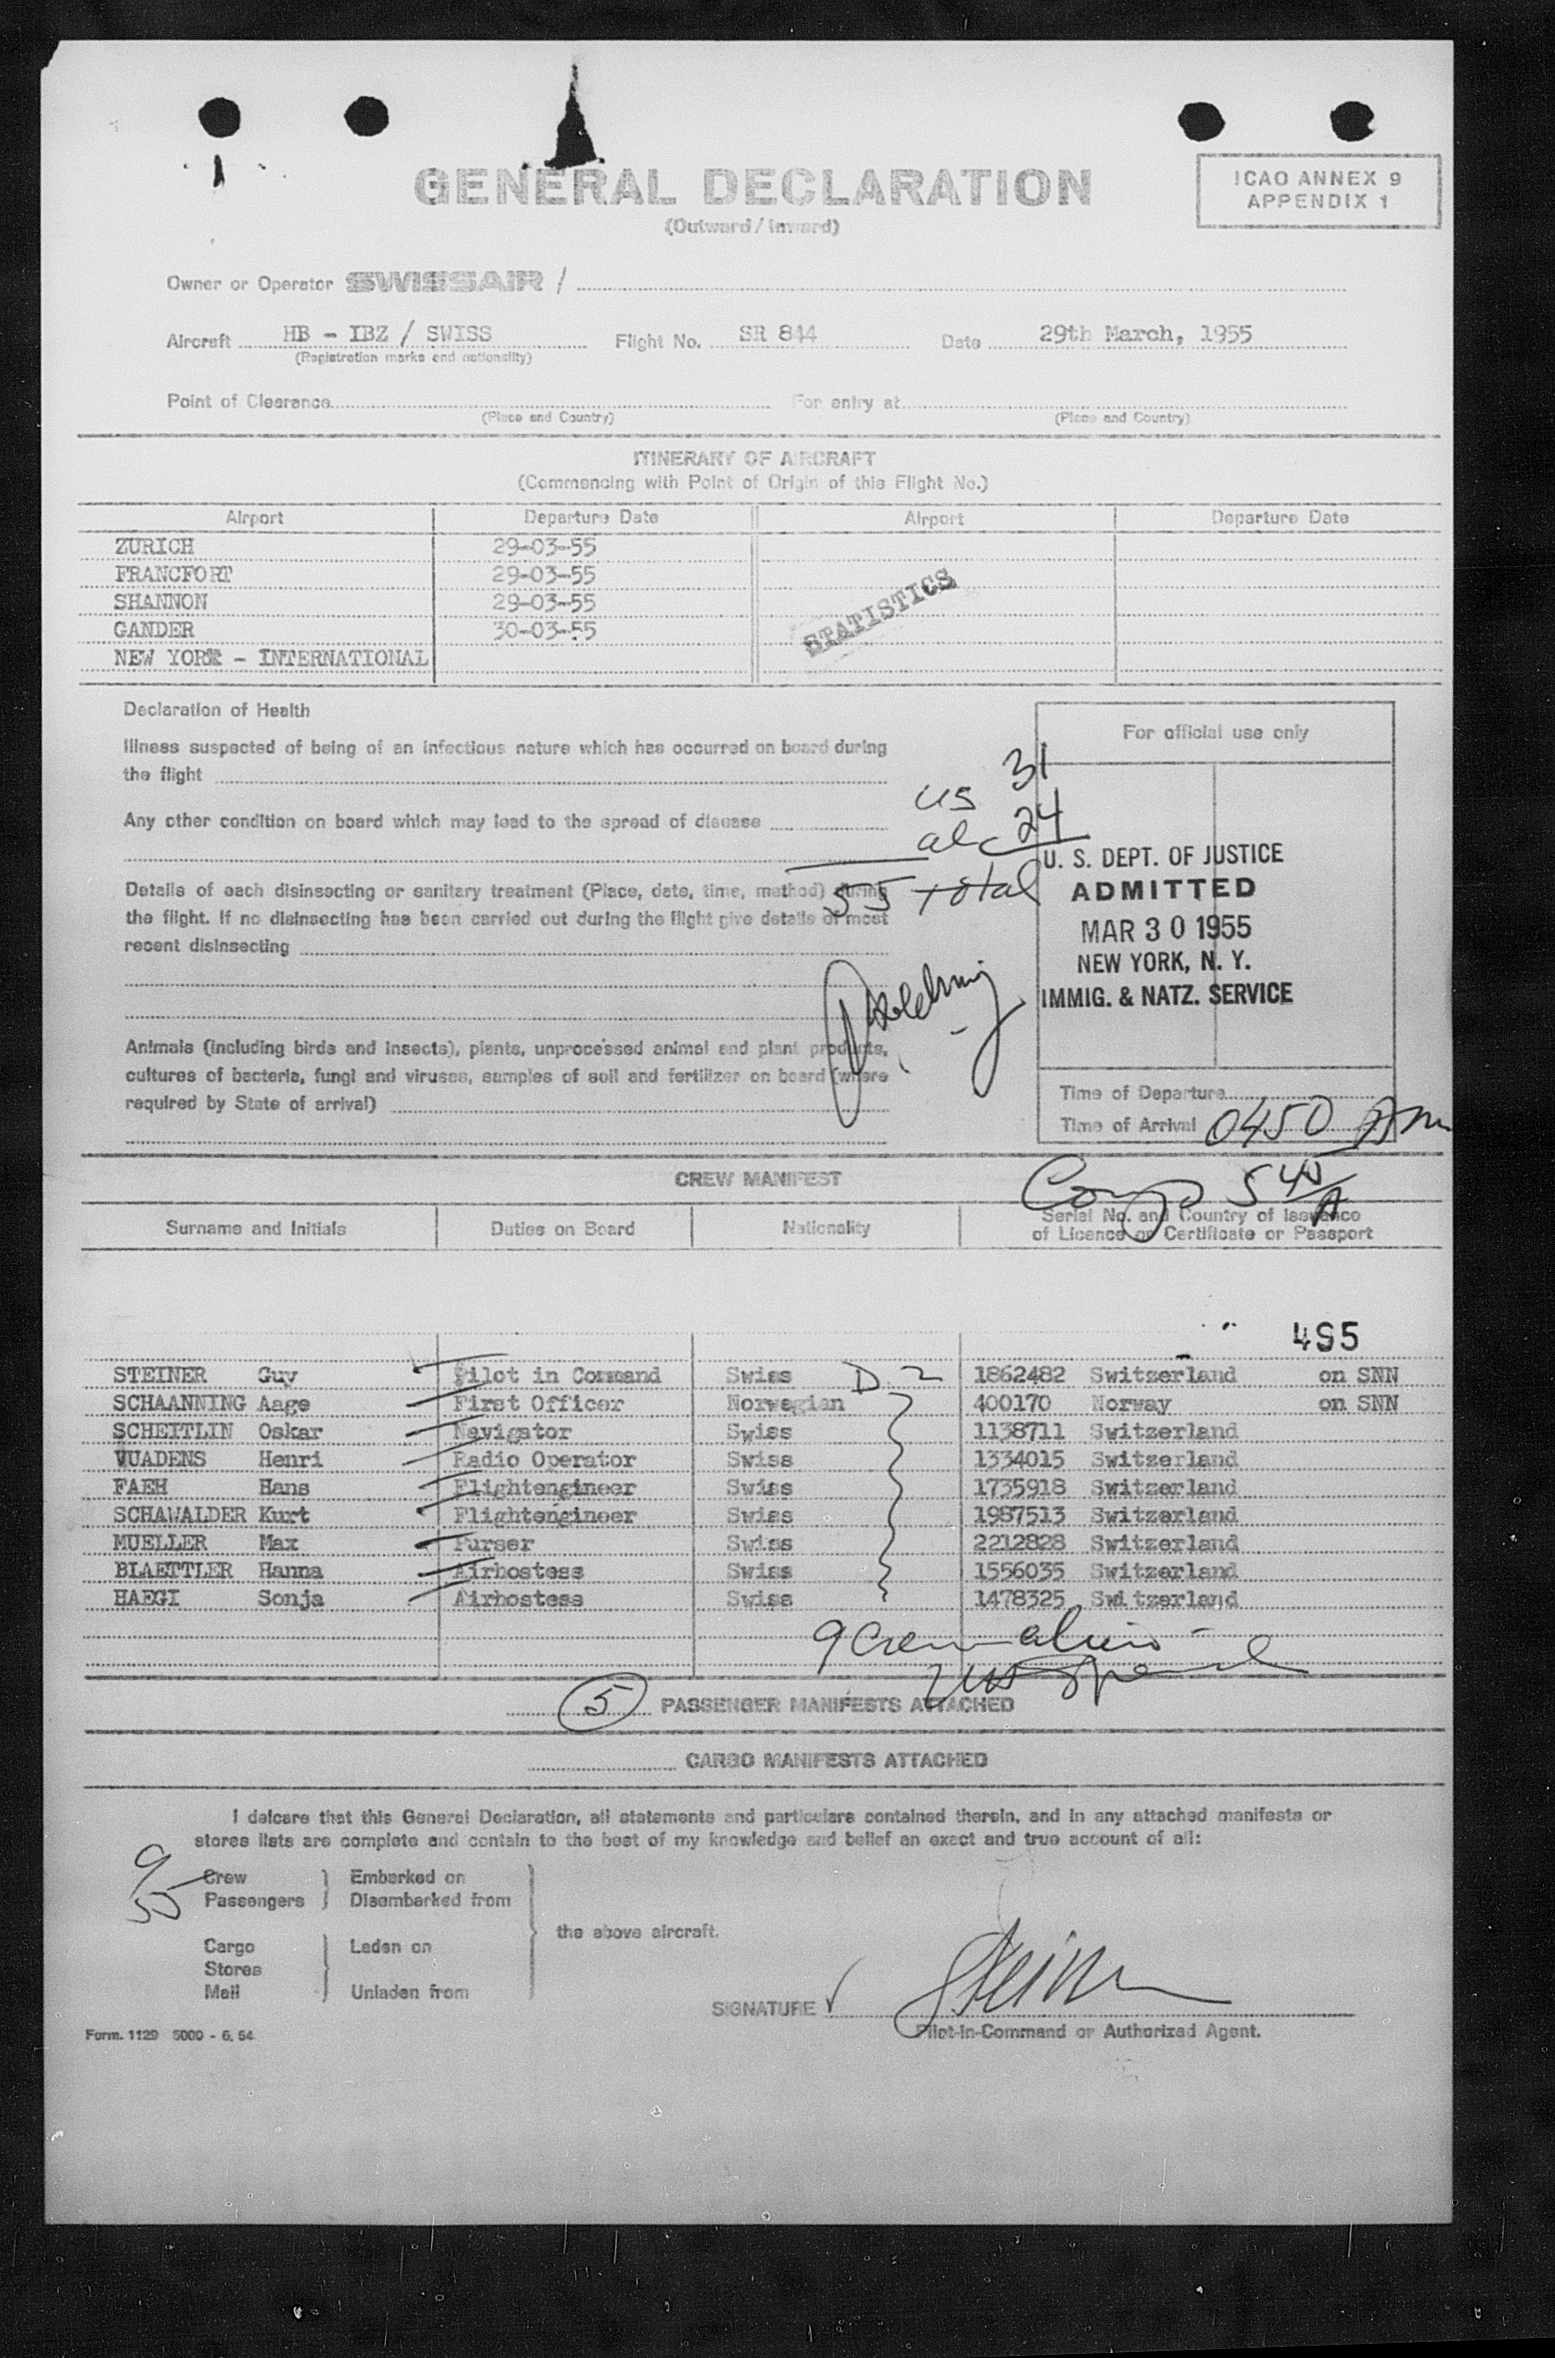 GENERAL DECLARATION
(Outward / Inward)
ICAO ANNEX 9
APPENDIX 1
Owner or Operator SWISSAIR /
Aircraft HB - IBZ / SWISS Flight No. SR 844 Date 29th March, 1955
(Registration marks and nationality)
Point of Clearance For entry at
(Place and Country) (Place and Country)
ITINERARY OF AIRCRAFT
(Commencing with Point of Origin of this Flight No.)
Airport Departure Date Airport Departure Date
ZURICH 29-03-55
FRANCFORT 29-03-55
SHANNON 29-03-55
GANDER 30-03-55
NEW YORK - INTERNATIONAL
STATISTICS
Declaration of Health
Illness suspected of being of an infectious nature which has occurred on board during
the flight
Any other condition on board which may lead to the spread of disease
Details of each disinsecting or sanitary treatment (Place, date, time, method) during
the flight. If no disinsecting has been carried out during the flight give details of most
recent disinsecting
Animals (including birds and insects), plants, unprocessed animal and plant products,
cultures of bacteria, fungi and viruses, samples of soil and fertilizer on board (where
required by State of arrival)
US 31
al 24
55 total
For official use only
U. S. DEPT. OF JUSTICE
ADMITTED
MAR 30 1955
NEW YORK, N. Y.
IMMIG. & NATZ. SERVICE
Time of Departure
Time of Arrival 0450 Am
CREW MANIFEST
540
A
Surname and Initials Duties on Board Nationality Serial No. and Country of Issuance
of Licence or Certificate or Passport
495
STEINER Guy Pilot in Command Swiss D-2 1862482 Switzerland on SNN
SCHAANNING Aage First Officer Norwegian 400170 Norway on SNN
SCHEITLIN Oskar Navigator Swiss 1138711 Switzerland
VUADENS Henri Radio Operator Swiss 1334015 Switzerland
FAEH Hans Flightengineer Swiss 1735918 Switzerland
SCHAWALDER Kurt Flightengineer Swiss 1987513 Switzerland
MUELLER Max Purser Swiss 2212828 Switzerland
BLAETTLER Hanna Airhostess Swiss 1556035 Switzerland
HAEGI Sonja Airhostess Swiss 1478325 Switzerland
9 Crew
5 PASSENGER MANIFESTS ATTACHED
CARGO MANIFESTS ATTACHED
I delcare that this General Declaration, all statements and particulars contained therein, and in any attached manifests or
stores lists are complete and contain to the best of my knowledge and belief an exact and true account of all:
9 Crew Embarked on
55 Passengers Disembarked from
the above aircraft.
Cargo Laden on
Stores
Mail Unladen from
SIGNATURE Steiner
Pilot-in-Command or Authorized Agent.
Form. 1129 5000 - 6. 54